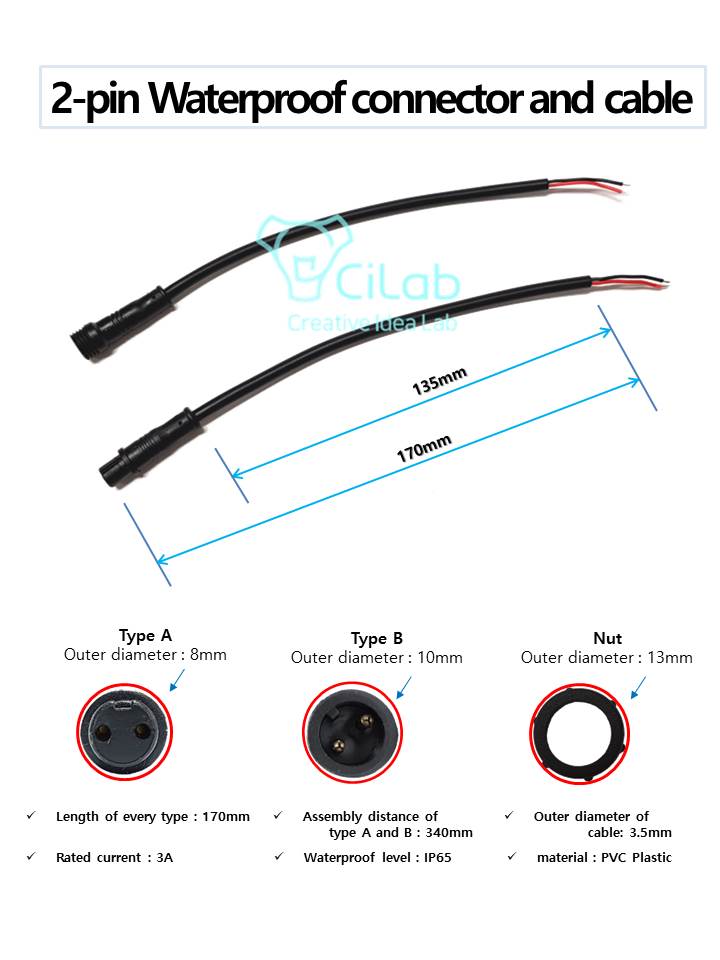 2-pin Waterproof connector and cable
CiLab
Creative Idea Lab
135mm
170mm
Type A
Outer diameter : 8mm
Type B
Outer diameter : 10mm
Nut
Outer diameter : 13mm
✓ Length of every type : 170mm
✓ Assembly distance of
type A and B : 340mm
✓ Outer diameter of
cable: 3.5mm
✓ Rated current : 3A
✓ Waterproof level : IP65
✓ material : PVC Plastic